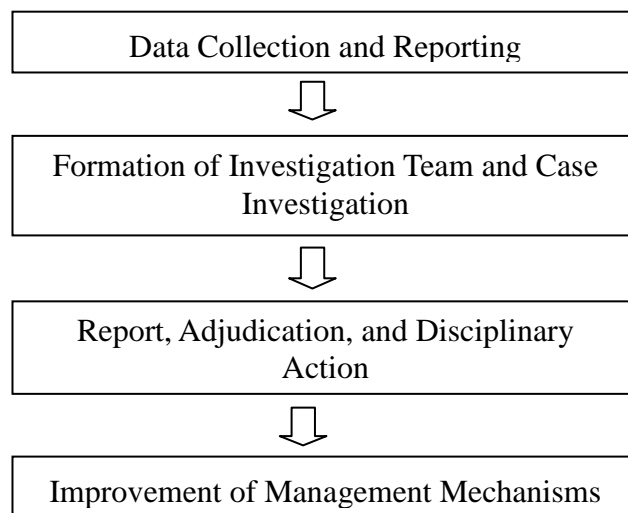 Data Collection and Reporting
Formation of Investigation Team and Case
Investigation
Report, Adjudication, and Disciplinary
Action
Improvement of Management Mechanisms